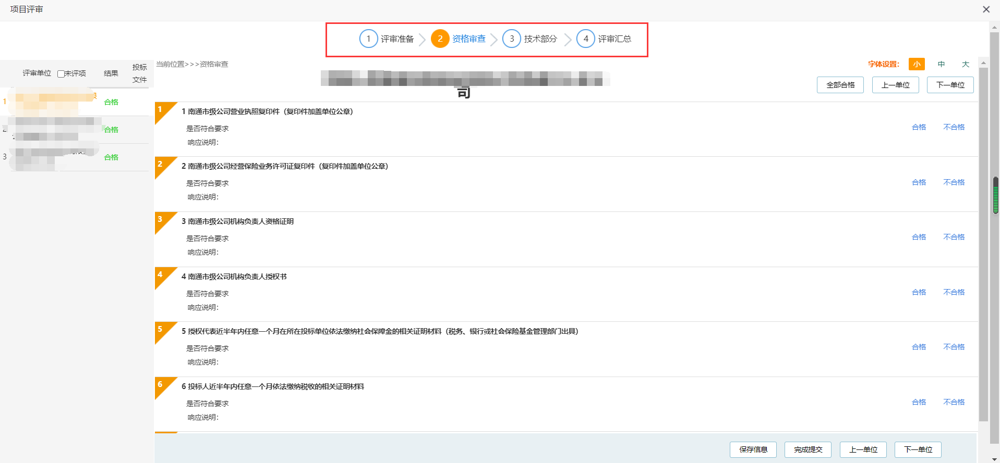 项目评审
1 评审准备 2 资格审查 3 技术部分 4 评审汇总
评审单位 未评项 结果 投标文件
1 合格
合格
3 合格
当前位置>>>资格审查
字体设置： 小 中 大
司
全部合格 上一单位 下一单位
1
1 南通市级公司营业执照复印件（复印件加盖单位公章）
是否符合要求
合格 不合格
响应说明：
2
2 南通市级公司经营保险业务许可证复印件（复印件加盖单位公章）
是否符合要求
合格 不合格
响应说明：
3
3 南通市级公司机构负责人资格证明
是否符合要求
合格 不合格
响应说明：
4
4 南通市级公司机构负责人授权书
是否符合要求
合格 不合格
响应说明：
5
5 授权代表近半年内任意一个月在所在投标单位依法缴纳社会保障金的相关证明材料（税务、银行或社会保险基金管理部门出具）
是否符合要求
合格 不合格
响应说明：
6
6 投标人近半年内任意一个月依法缴纳税收的相关证明材料
是否符合要求
合格 不合格
响应说明：
保存信息 完成提交 上一单位 下一单位